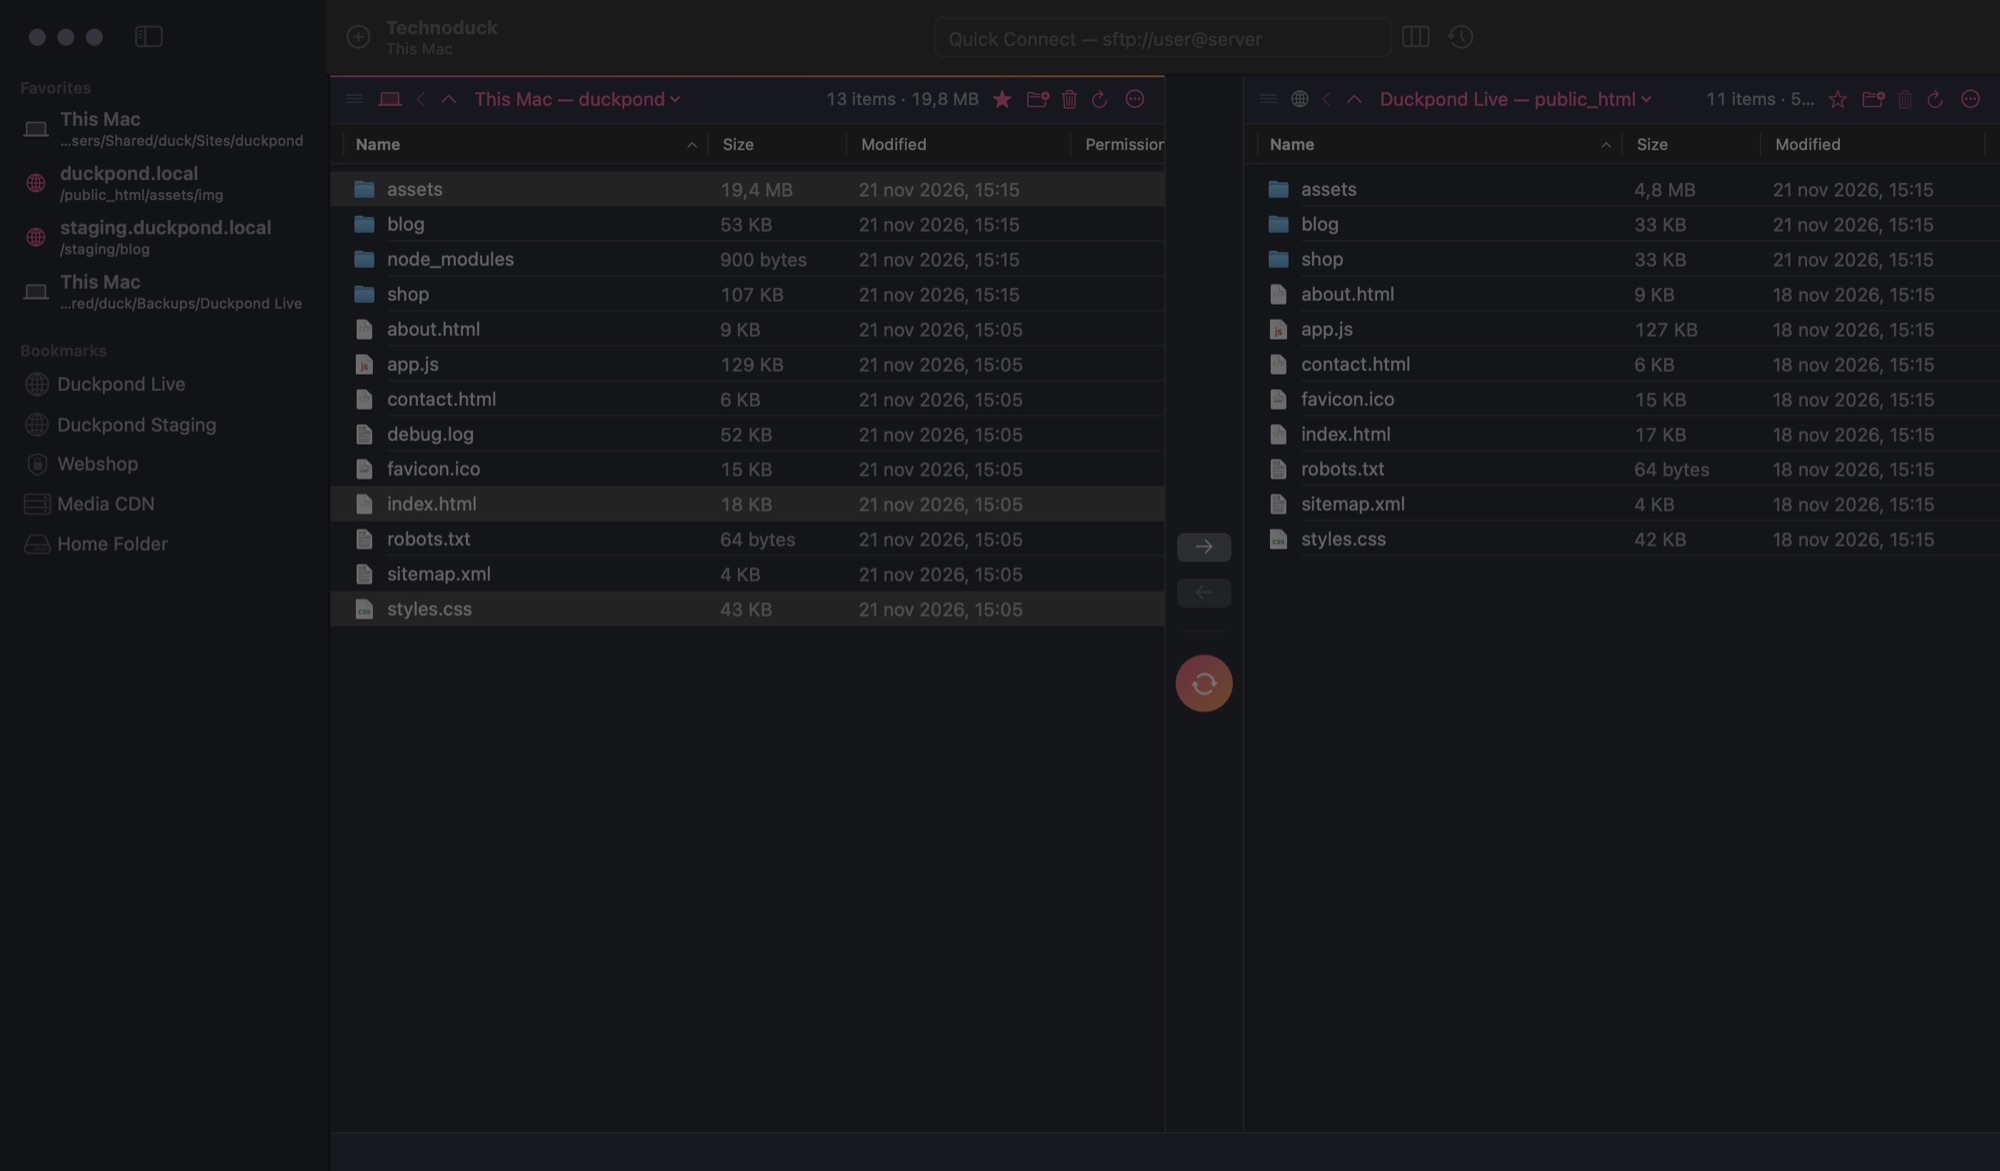 Technoduck
This Mac
Quick Connect — sftp://user@server
Favorites
This Mac
...sers/Shared/duck/Sites/duckpond
duckpond.local
/public_html/assets/img
staging.duckpond.local
/staging/blog
This Mac
...red/duck/Backups/Duckpond Live
Bookmarks
Duckpond Live
Duckpond Staging
Webshop
Media CDN
Home Folder
This Mac — duckpond
13 items · 19,8 MB
Name Size Modified Permission
assets 19,4 MB 21 nov 2026, 15:15
blog 53 KB 21 nov 2026, 15:15
node_modules 900 bytes 21 nov 2026, 15:15
shop 107 KB 21 nov 2026, 15:15
about.html 9 KB 21 nov 2026, 15:05
js app.js 129 KB 21 nov 2026, 15:05
contact.html 6 KB 21 nov 2026, 15:05
debug.log 52 KB 21 nov 2026, 15:05
favicon.ico 15 KB 21 nov 2026, 15:05
index.html 18 KB 21 nov 2026, 15:05
robots.txt 64 bytes 21 nov 2026, 15:05
sitemap.xml 4 KB 21 nov 2026, 15:05
css styles.css 43 KB 21 nov 2026, 15:05
Duckpond Live — public_html
11 items · 5...
Name Size Modified
assets 4,8 MB 21 nov 2026, 15:15
blog 33 KB 21 nov 2026, 15:15
shop 33 KB 21 nov 2026, 15:15
about.html 9 KB 18 nov 2026, 15:15
js app.js 127 KB 18 nov 2026, 15:15
contact.html 6 KB 18 nov 2026, 15:15
favicon.ico 15 KB 18 nov 2026, 15:15
index.html 17 KB 18 nov 2026, 15:15
robots.txt 64 bytes 18 nov 2026, 15:15
sitemap.xml 4 KB 18 nov 2026, 15:15
css styles.css 42 KB 18 nov 2026, 15:15